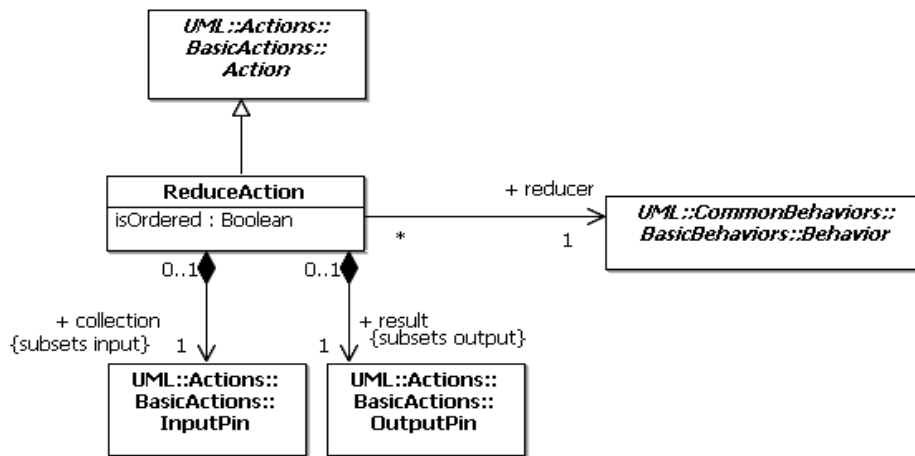 UML::Actions::
BasicActions::
Action
ReduceAction
isOrdered : Boolean
+ reducer
*
1
UML::CommonBehaviors::
BasicBehaviors::Behavior
0..1
0..1
+ collection
{subsets input}
1
+ result
{subsets output}
1
UML::Actions::
BasicActions::
InputPin
UML::Actions::
BasicActions::
OutputPin